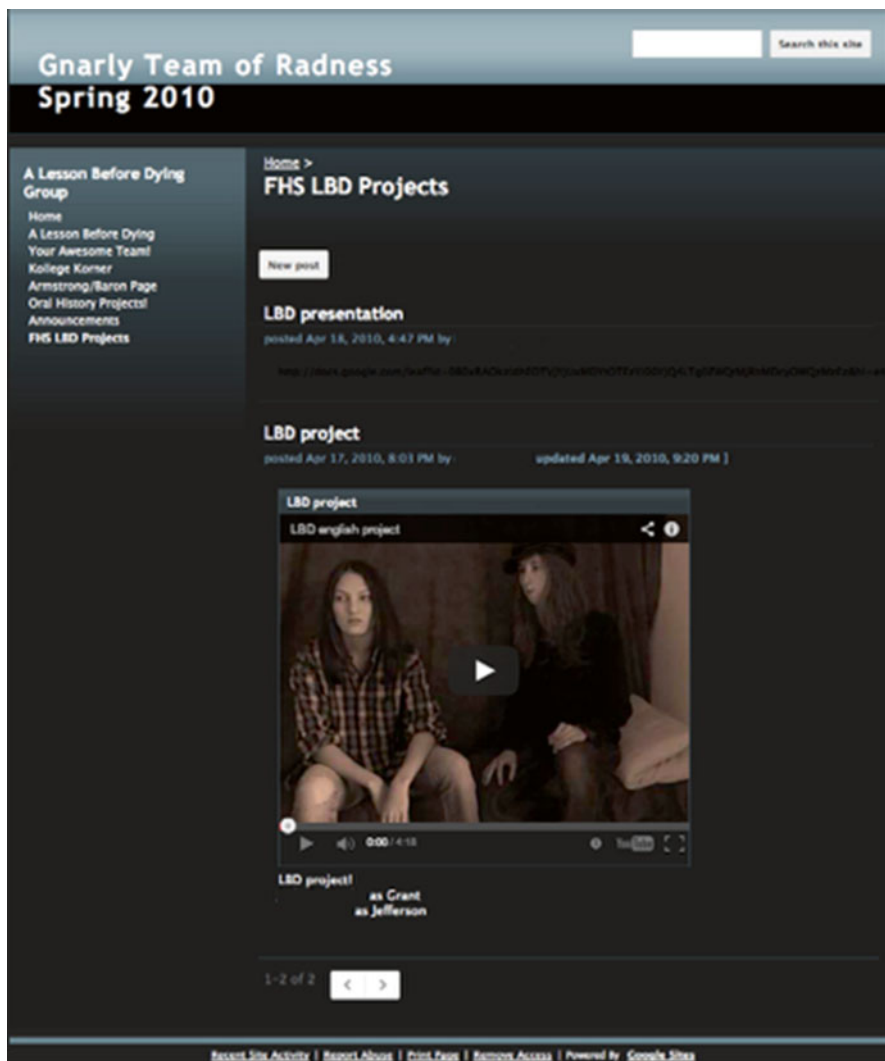 Gnarly Team of Radness
Spring 2010
Search this site
A Lesson Before Dying
Group
Home
A Lesson Before Dying
Your Awesome Team!
Kollege Korner
Armstrong/Baron Page
Oral History Projects!
Announcements
FHS LBD Projects
Home >
FHS LBD Projects
New post
LBD presentation
posted Apr 18, 2010, 4:47 PM by
LBD project
posted Apr 17, 2010, 8:03 PM by updated Apr 19, 2010, 9:20 PM ]
LBD project
LBD english project
0:00 / 4:18
YouTube
LBD project!
as Grant
as Jefferson
1-2 of 2
Recent Site Activity | Report Abuse | Print Page | Remove Access | Powered By Google Sites